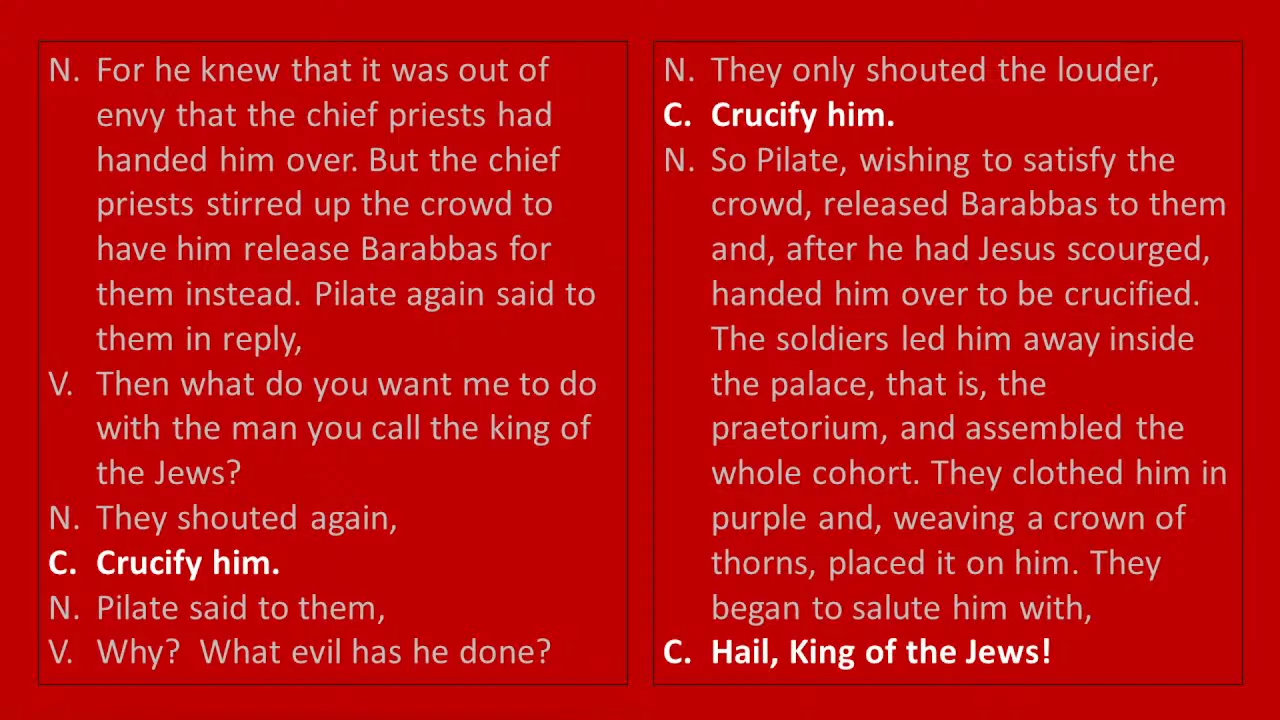 N. For he knew that it was out of
envy that the chief priests had
handed him over. But the chief
priests stirred up the crowd to
have him release Barabbas for
them instead. Pilate again said to
them in reply,
V. Then what do you want me to do
with the man you call the king of
the Jews?
N. They shouted again,
C. Crucify him.
N. Pilate said to them,
V. Why?  What evil has he done?
N. They only shouted the louder,
C. Crucify him.
N. So Pilate, wishing to satisfy the
crowd, released Barabbas to them
and, after he had Jesus scourged,
handed him over to be crucified.
The soldiers led him away inside
the palace, that is, the
praetorium, and assembled the
whole cohort. They clothed him in
purple and, weaving a crown of
thorns, placed it on him. They
began to salute him with,
C. Hail, King of the Jews!